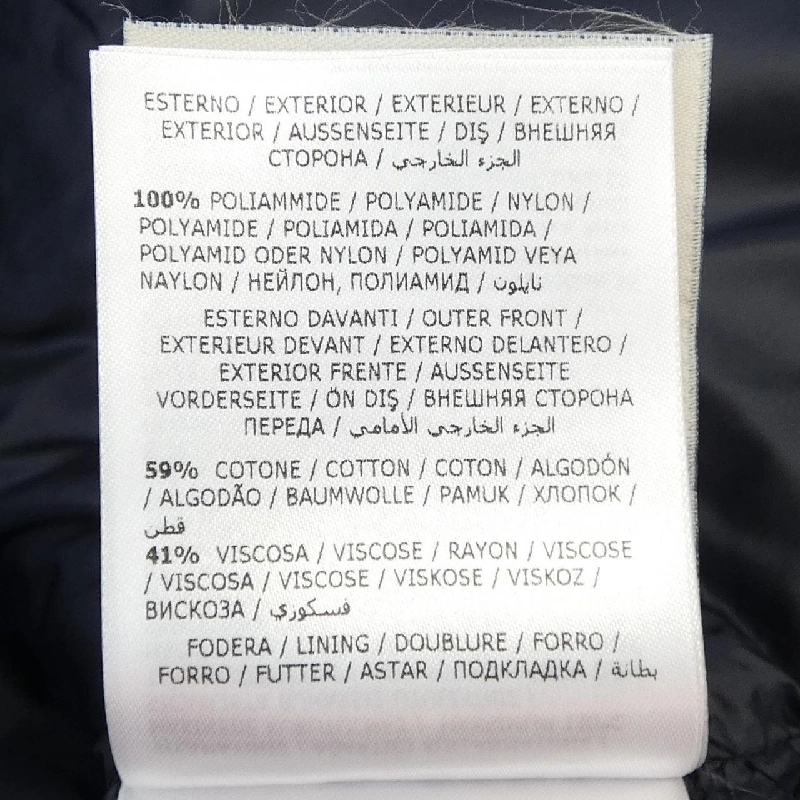 ESTERNO / EXTERIOR / EXTERIEUR / EXTERNO /
EXTERIOR / AUSSENSEITE / DIŞ / ВНЕШНЯЯ
СТОРОНА / الجزء الخارجي
100% POLIAMMIDE / POLYAMIDE / NYLON /
POLYAMIDE / POLIAMIDA / POLIAMIDA /
POLYAMID ODER NYLON / POLYAMID VEYA
NAYLON / НЕЙЛОН, ПОЛИАМИД / نايلون
ESTERNO DAVANTI / OUTER FRONT /
EXTERIEUR DEVANT / EXTERNO DELANTERO /
EXTERIOR FRENTE / AUSSENSEITE
VORDERSEITE / ÖN DIŞ / ВНЕШНЯЯ СТОРОНА
ПЕРЕДА / الجزء الخارجي الأمامي
59% COTONE / COTTON / COTON / ALGODÓN
/ ALGODÃO / BAUMWOLLE / PAMUK / ХЛОПОК /
قطن
41% VISCOSA / VISCOSE / RAYON / VISCOSE
/ VISCOSA / VISCOSE / VISKOSE / VISKOZ /
ВИСКОЗА / فسكوري
FODERA / LINING / DOUBLURE / FORRO /
FORRO / FUTTER / ASTAR / ПОДКЛАДКА / بطانة